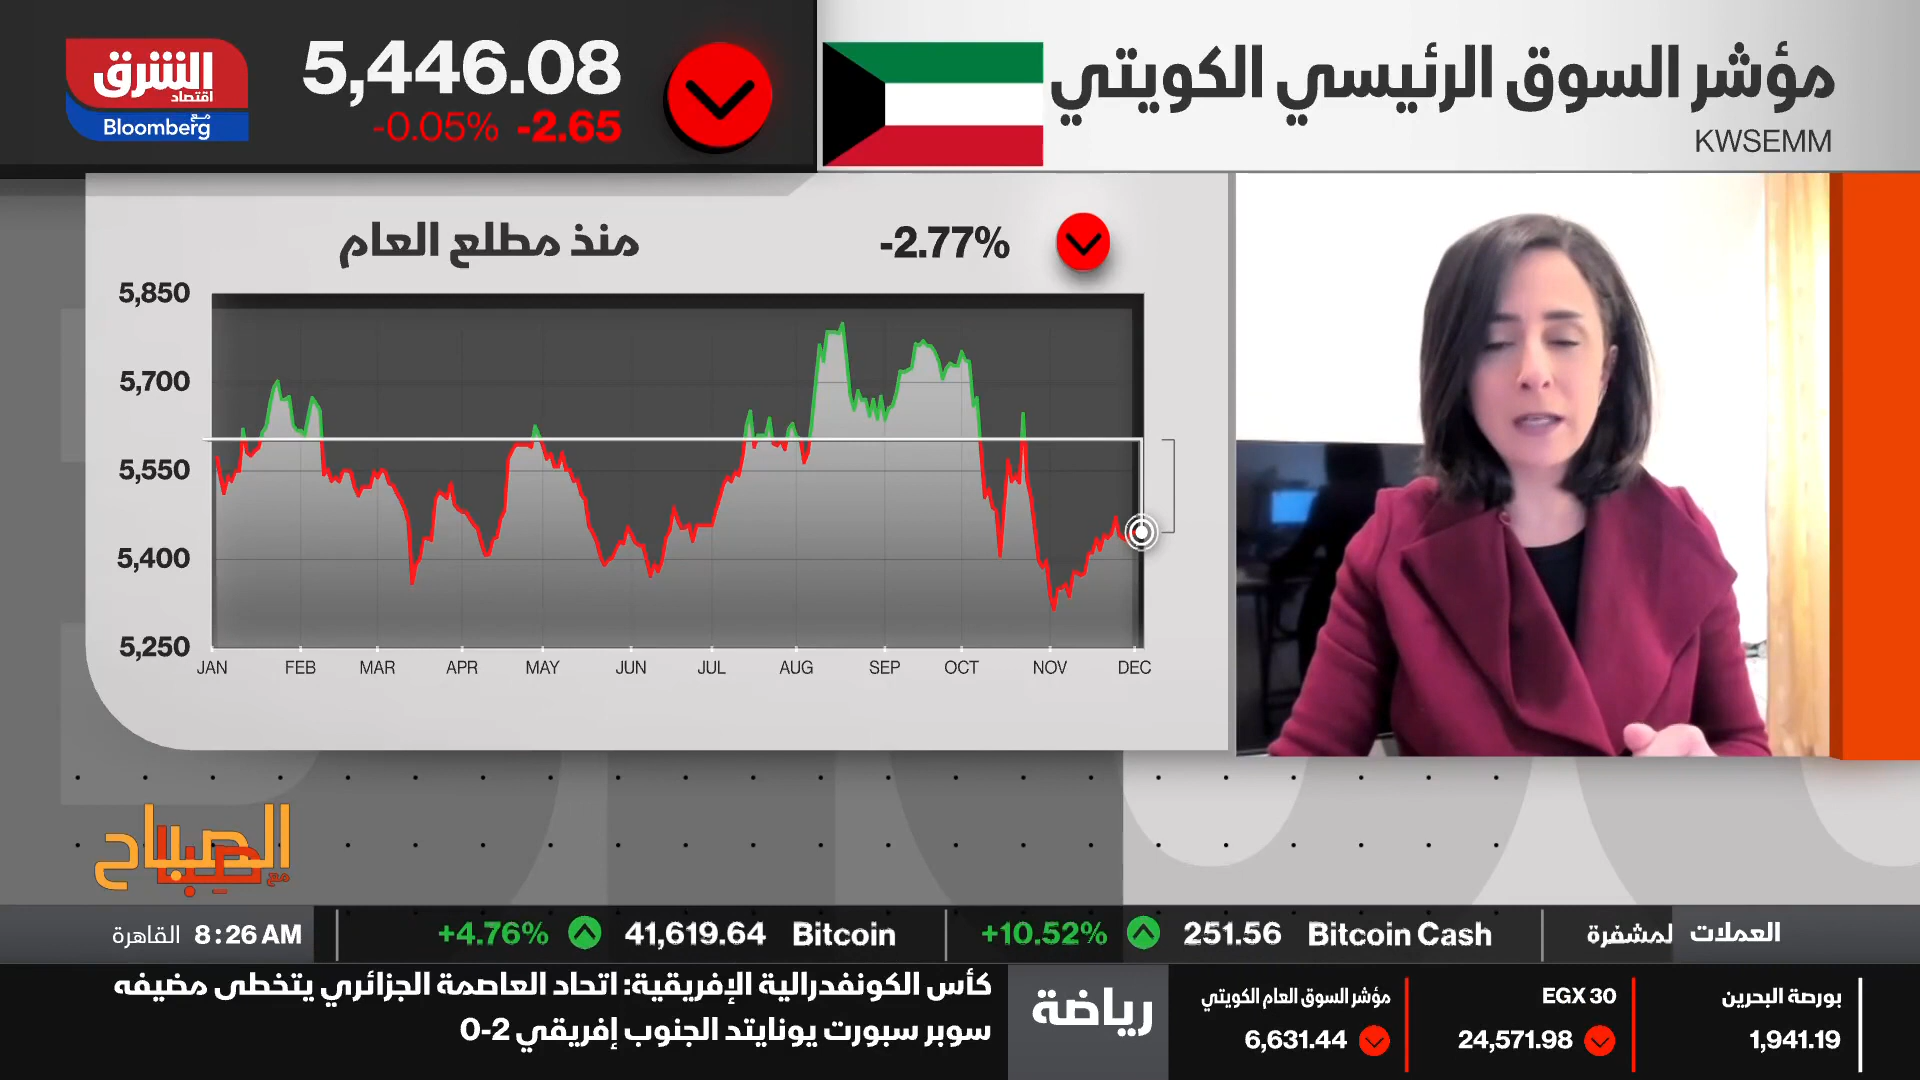 مؤشر السوق الرئيسي الكويتي
KWSEMM
5,446.08
-0.05% -2.65
الشرق
اقتصاد
مع
Bloomberg
منذ مطلع العام
-2.77%
5,850
5,700
5,550
5,400
5,250
JAN FEB MAR APR MAY JUN JUL AUG SEP OCT NOV DEC
الصباح
مع صِبا
العملات المشفرة
Bitcoin Cash 251.56 +10.52%
Bitcoin 41,619.64 +4.76%
8:26 AM القاهرة
بورصة البحرين
1,941.19
EGX 30
24,571.98
مؤشر السوق العام الكويتي
6,631.44
رياضة
كأس الكونفدرالية الإفريقية: اتحاد العاصمة الجزائري يتخطى مضيفه
سوبر سبورت يونايتد الجنوب إفريقي 2-0